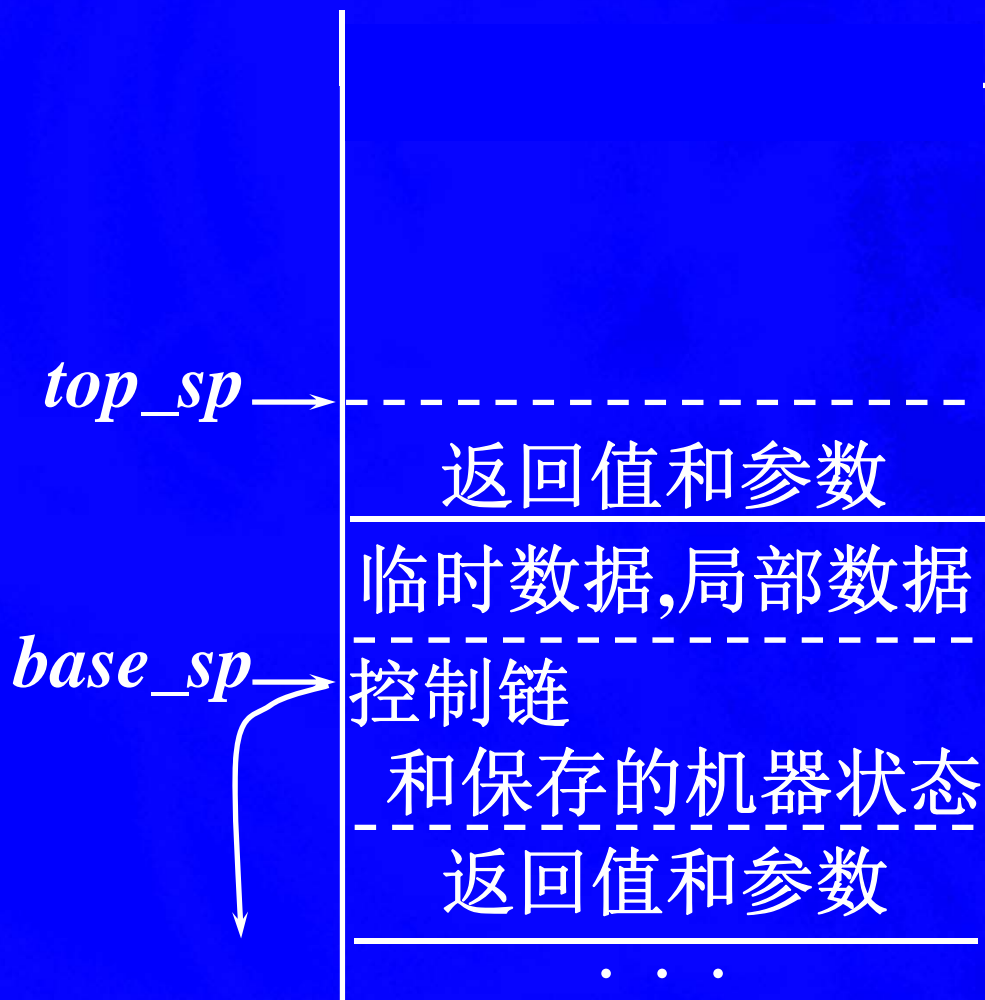 top_sp
返回值和参数
临时数据,局部数据
base_sp
控制链
和保存的机器状态
返回值和参数
. . .